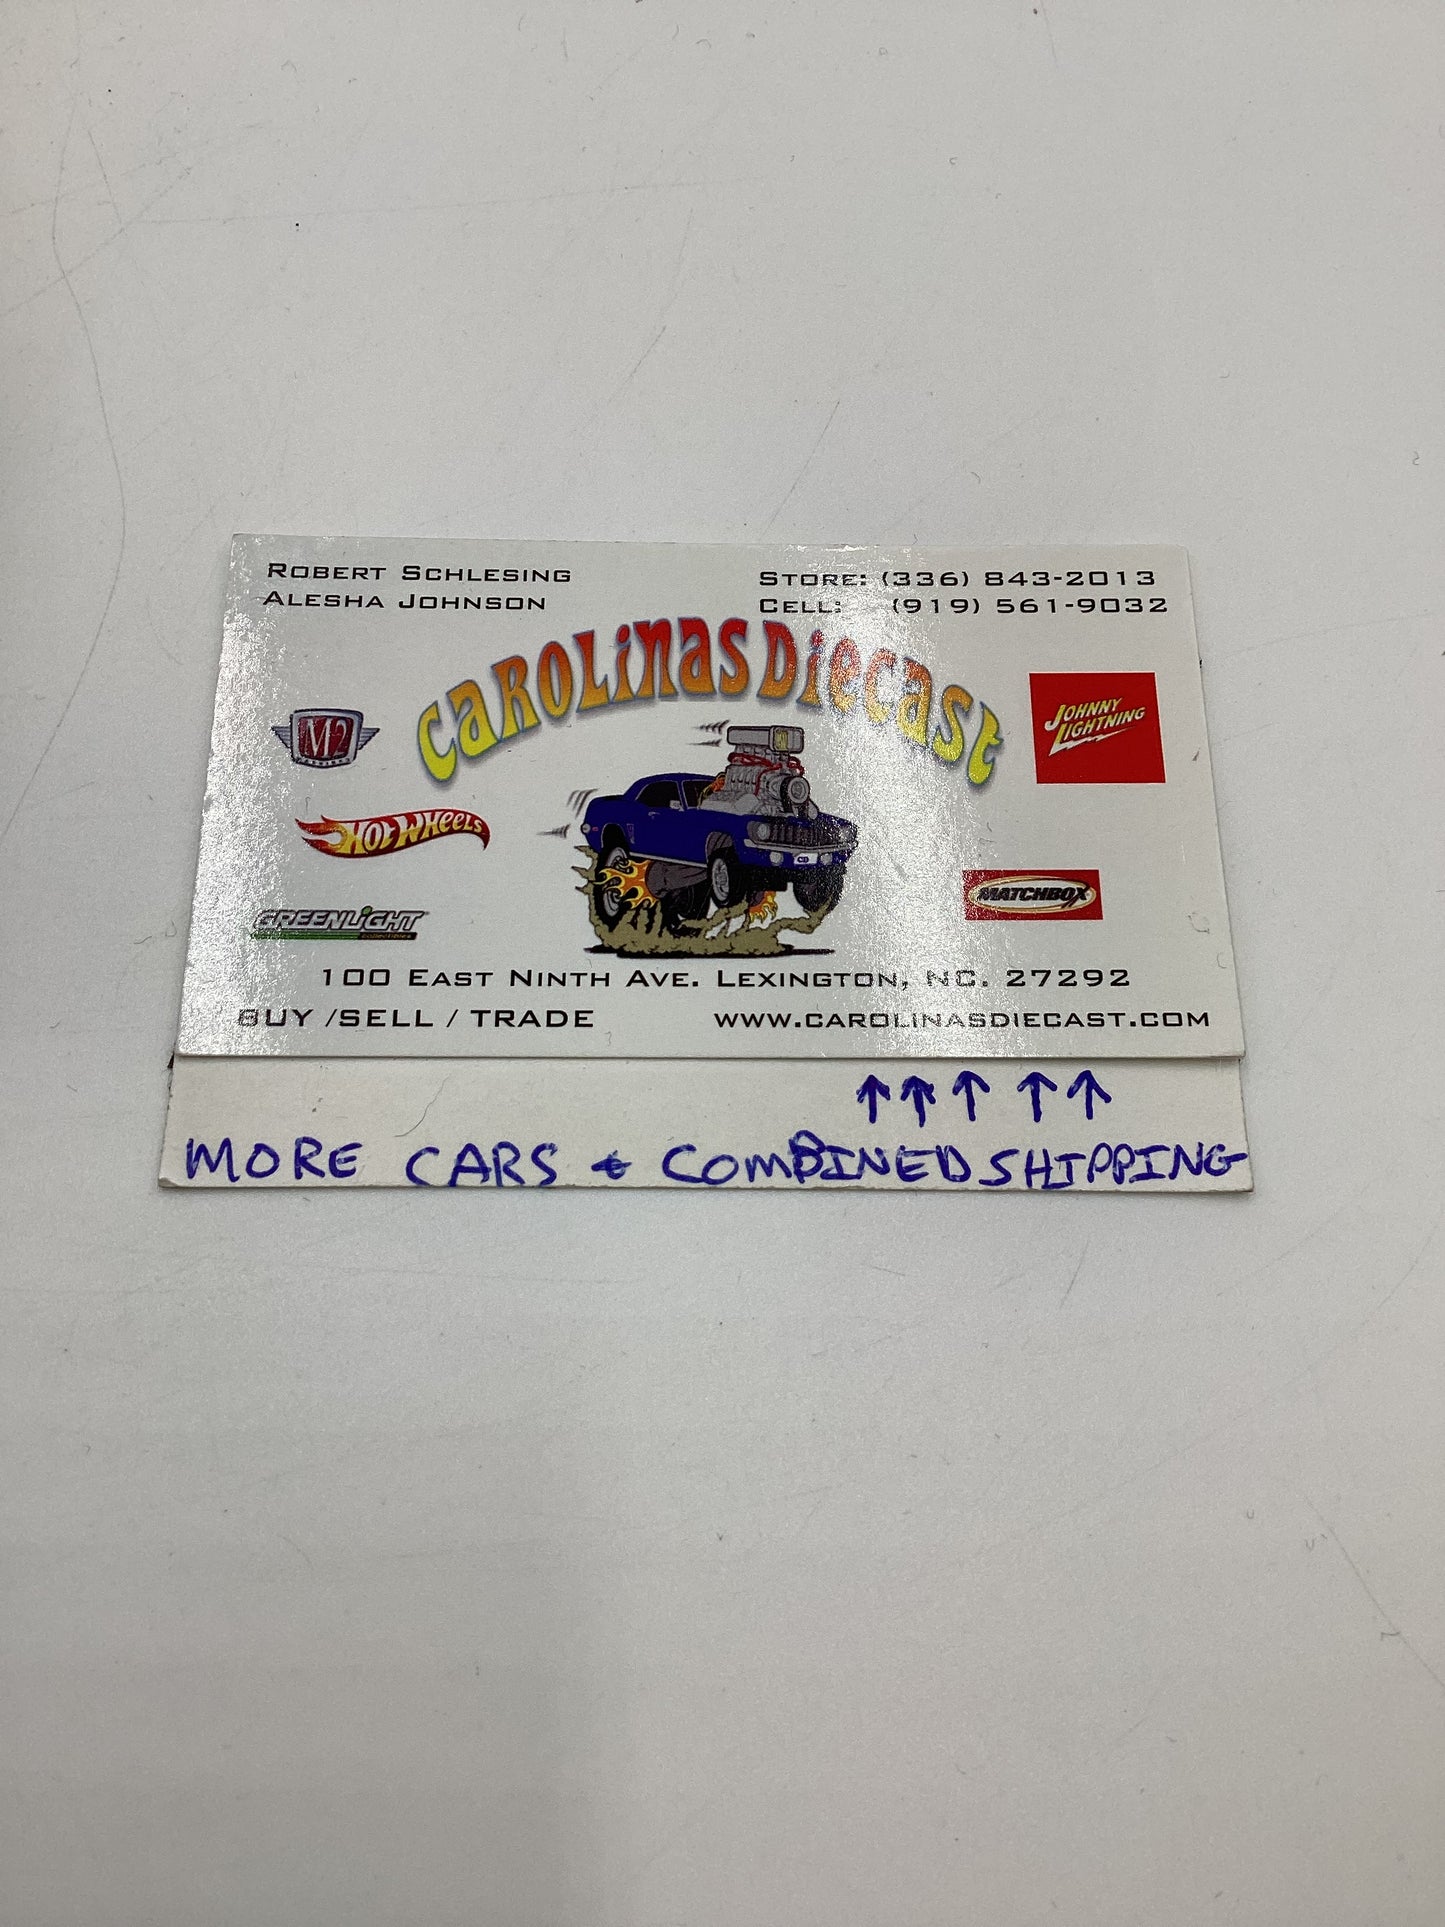 ROBERT SCHLESING
ALESHA JOHNSON
STORE: (336) 843-2013
CELL: (919) 561-9032
CAROLINAS DIECAST
M2
JOHNNY
LIGHTNING
HOT WHEELS
MATCHBOX
GREENLIGHT
100 EAST NINTH AVE. LEXINGTON, NC. 27292
BUY /SELL / TRADE
WWW.CAROLINASDIECAST.COM
MORE CARS & COMBINED SHIPPING